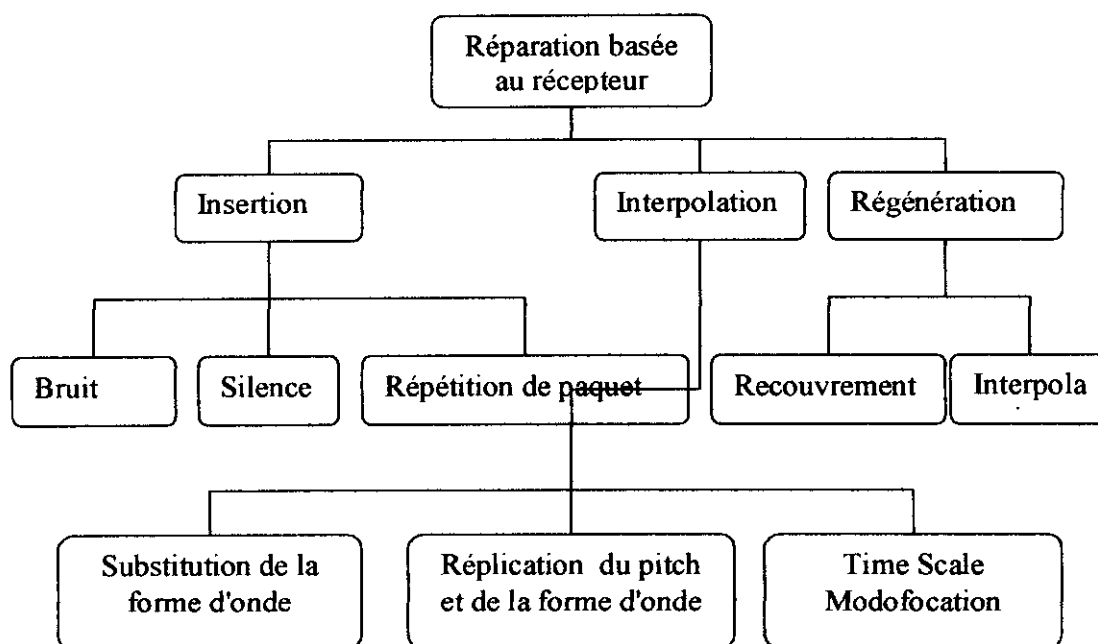 Réparation basée
au récepteur
Insertion
Interpolation
Régénération
Bruit
Silence
Répétition de paquet
Recouvrement
Interpola
Substitution de la
forme d'onde
Réplication du pitch
et de la forme d'onde
Time Scale
Modofocation